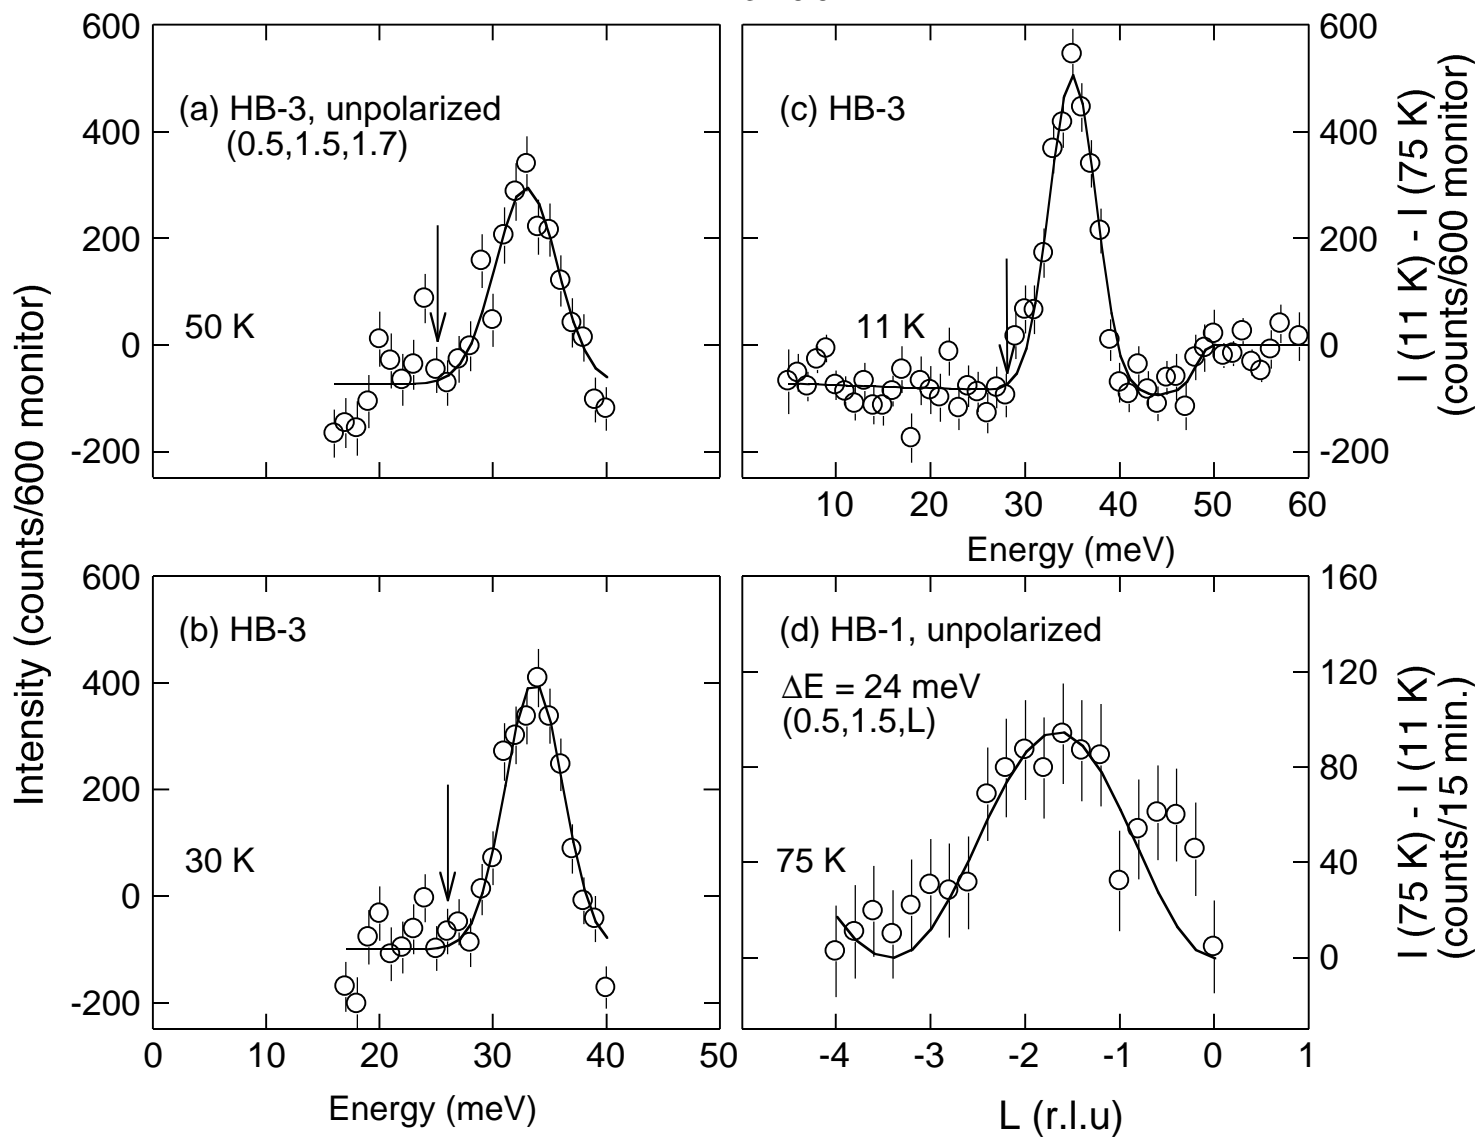 600
400
200
0
-200
(a) HB-3, unpolarized
(0.5,1.5,1.7)
50 K
(c) HB-3
11 K
600
400
200
0
-200
10 20 30 40 50 60
Energy (meV)
I (11 K) - I (75 K)
(counts/600 monitor)
Intensity (counts/600 monitor)
600
400
200
0
-200
(b) HB-3
30 K
0 10 20 30 40 50
Energy (meV)
(d) HB-1, unpolarized
ΔE = 24 meV
(0.5,1.5,L)
75 K
160
120
80
40
0
-4 -3 -2 -1 0 1
L (r.l.u)
I (75 K) - I (11 K)
(counts/15 min.)